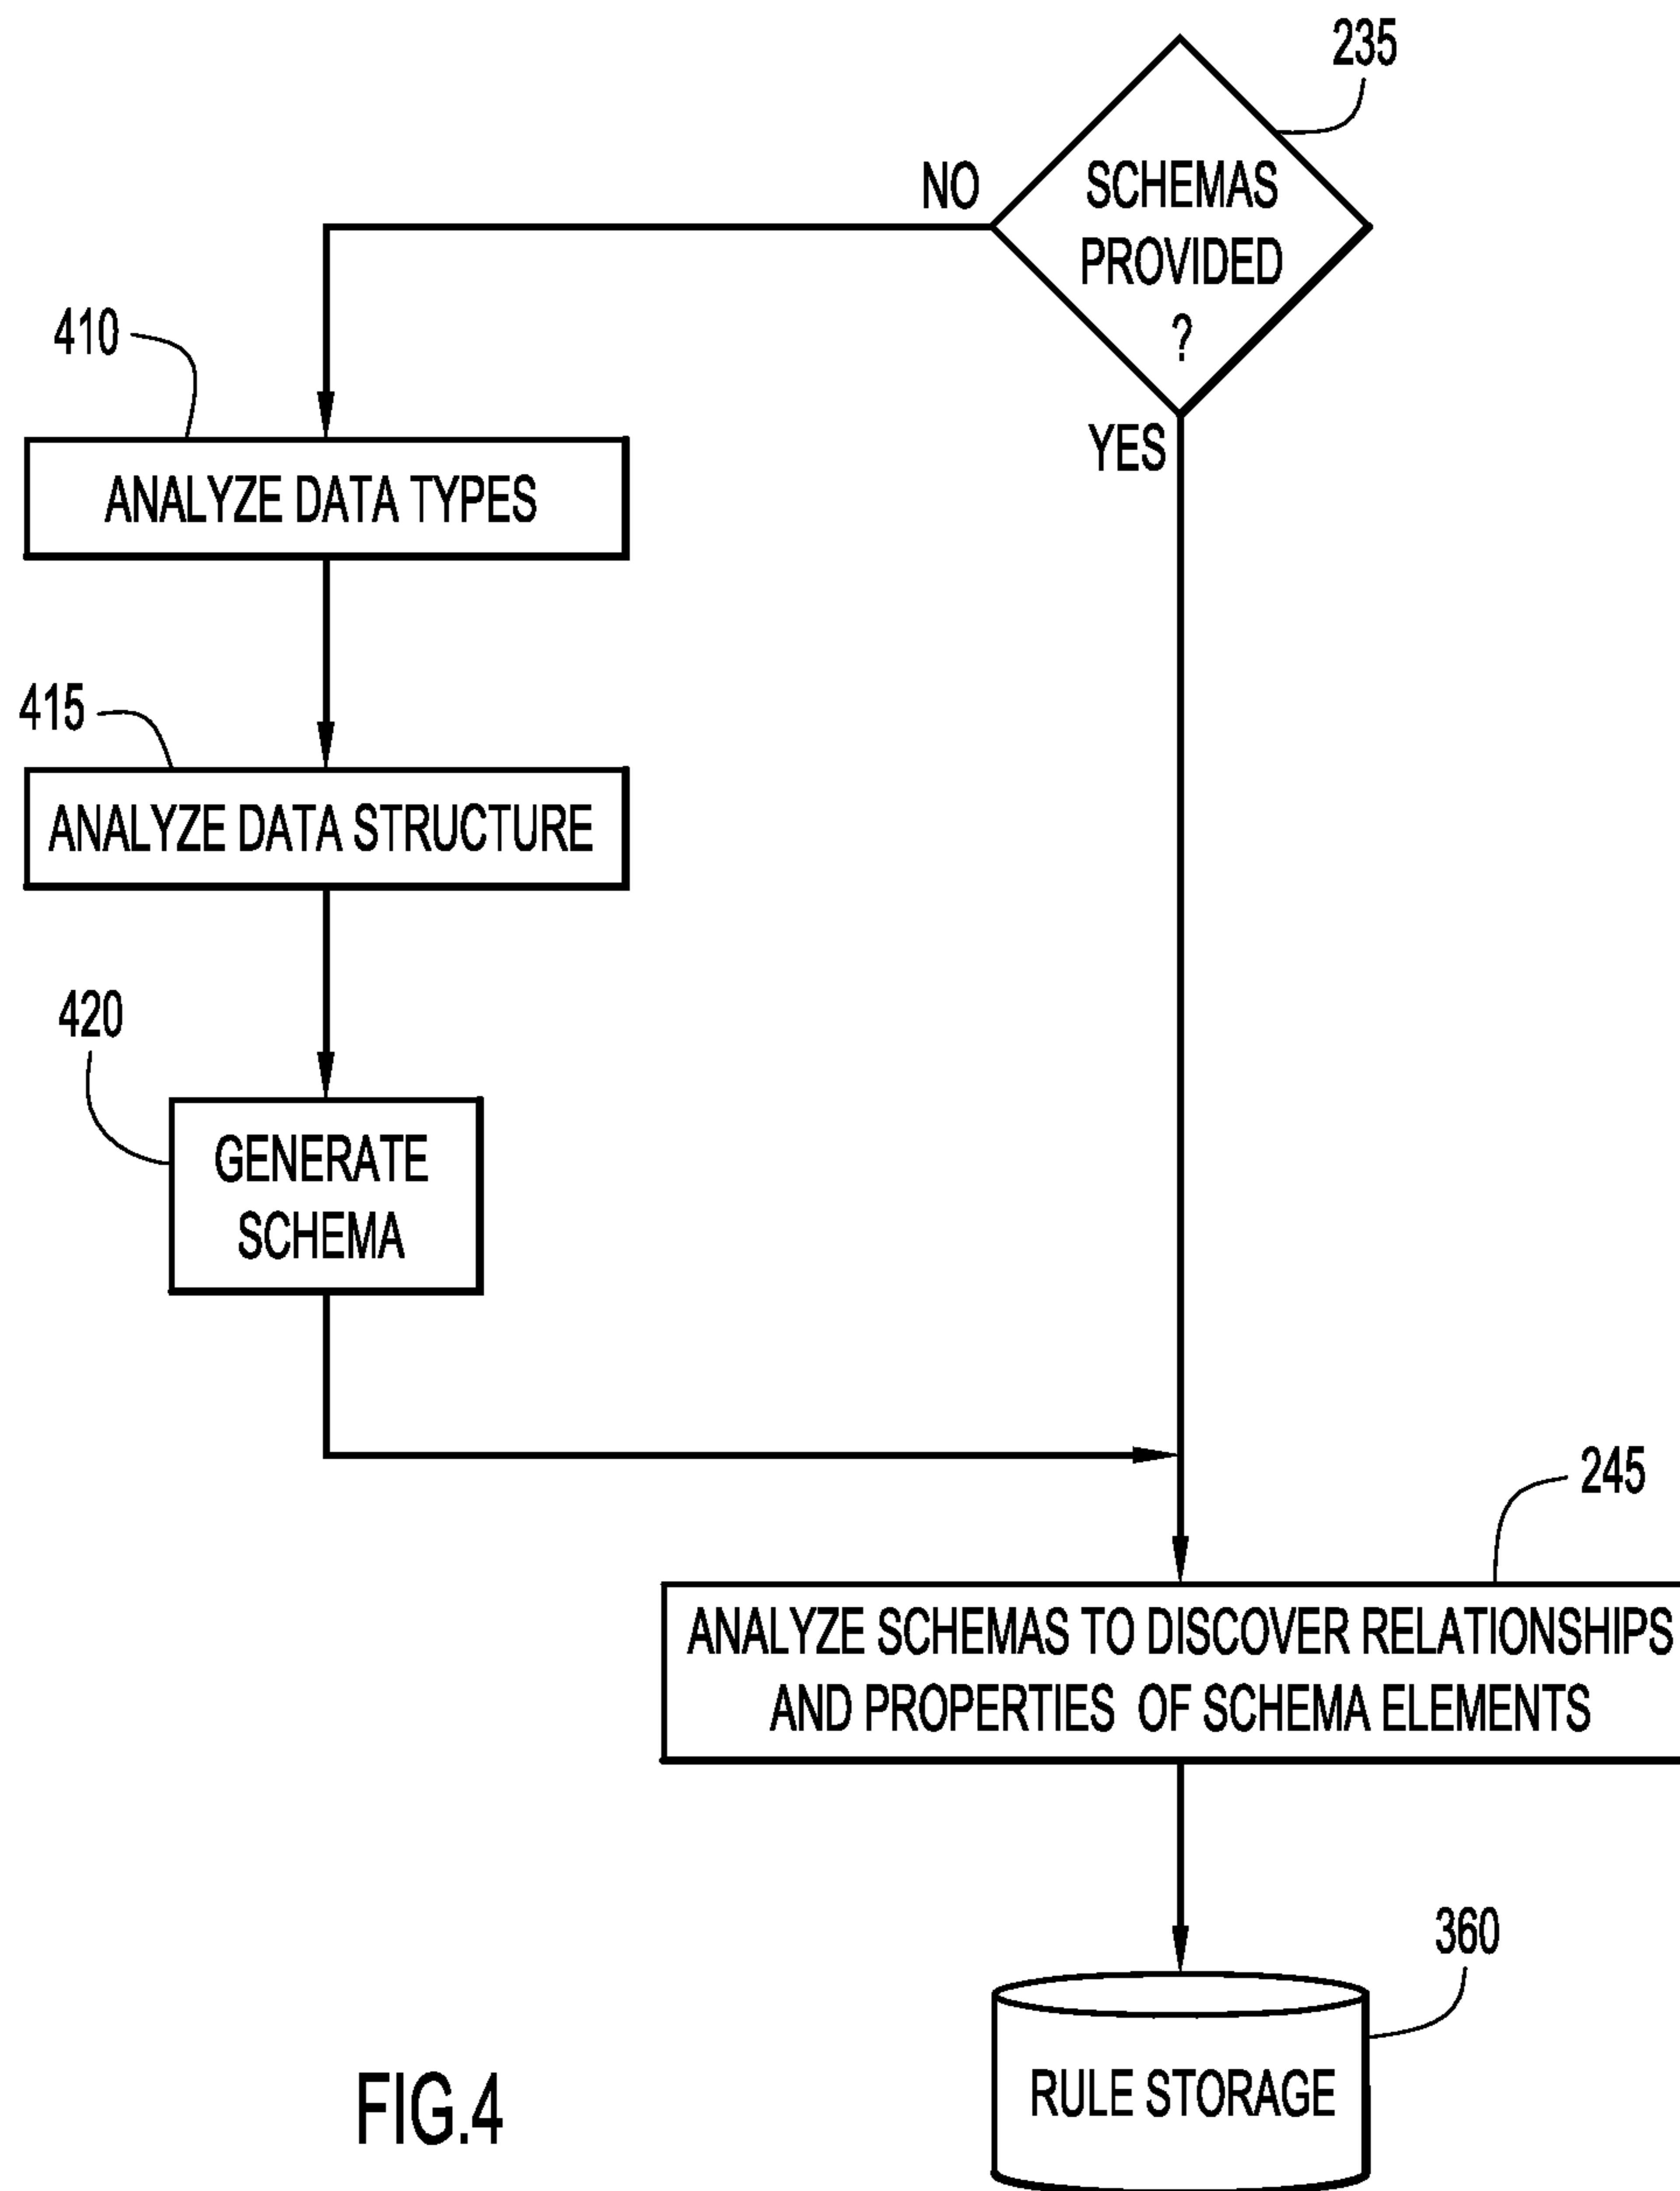 235
NO
SCHEMAS
PROVIDED
?
YES
410
ANALYZE DATA TYPES
415
ANALYZE DATA STRUCTURE
420
GENERATE
SCHEMA
245
ANALYZE SCHEMAS TO DISCOVER RELATIONSHIPS
AND PROPERTIES OF SCHEMA ELEMENTS
360
RULE STORAGE
FIG.4